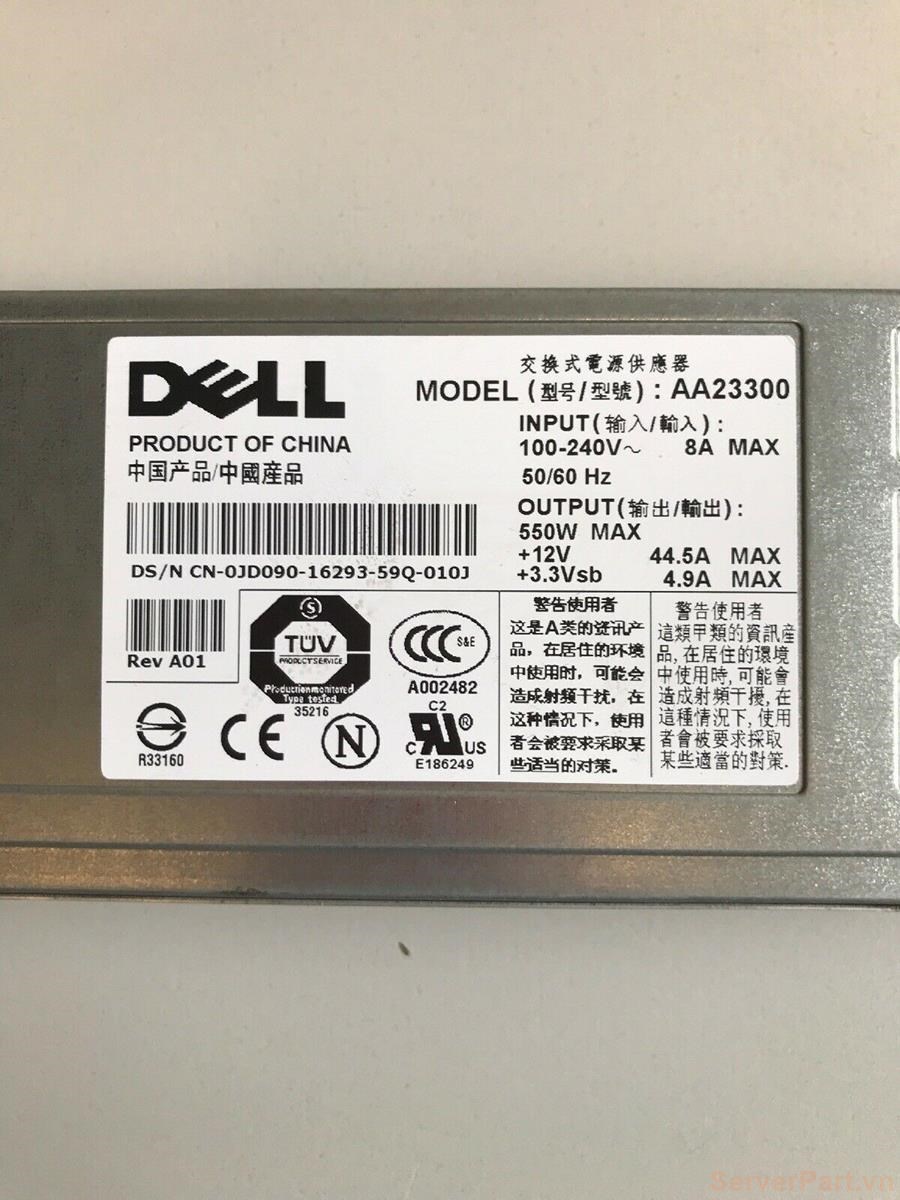 DELL
PRODUCT OF CHINA
中国产品/中國產品
DS/N CN-0JD090-16293-59Q-010J
Rev A01
交換式電源供應器
MODEL (型号/型號) : AA23300
INPUT(输入/輸入) :
100-240V～ 8A MAX
50/60 Hz
OUTPUT(输出/輸出) :
550W MAX
+12V 44.5A MAX
+3.3Vsb 4.9A MAX
S
TÜV
PRODUCT SERVICE
Production monitored
Type tested
35216
CCC S&E
A002482
R33160
CE
N
C2
C UR ® US
E186249
警告使用者
这是A类的资讯产
品，在居住的环境
中使用时，可能会
造成射频干扰，在
这种情况下，使用
者会被要求采取某
些适当的对策。
警告使用者
這類甲類的資訊産
品,在居住的環境
中使用時,可能會
造成射頻干擾,在
這種情況下,使用
者會被要求採取
某些適當的對策.
ServerPart.vn